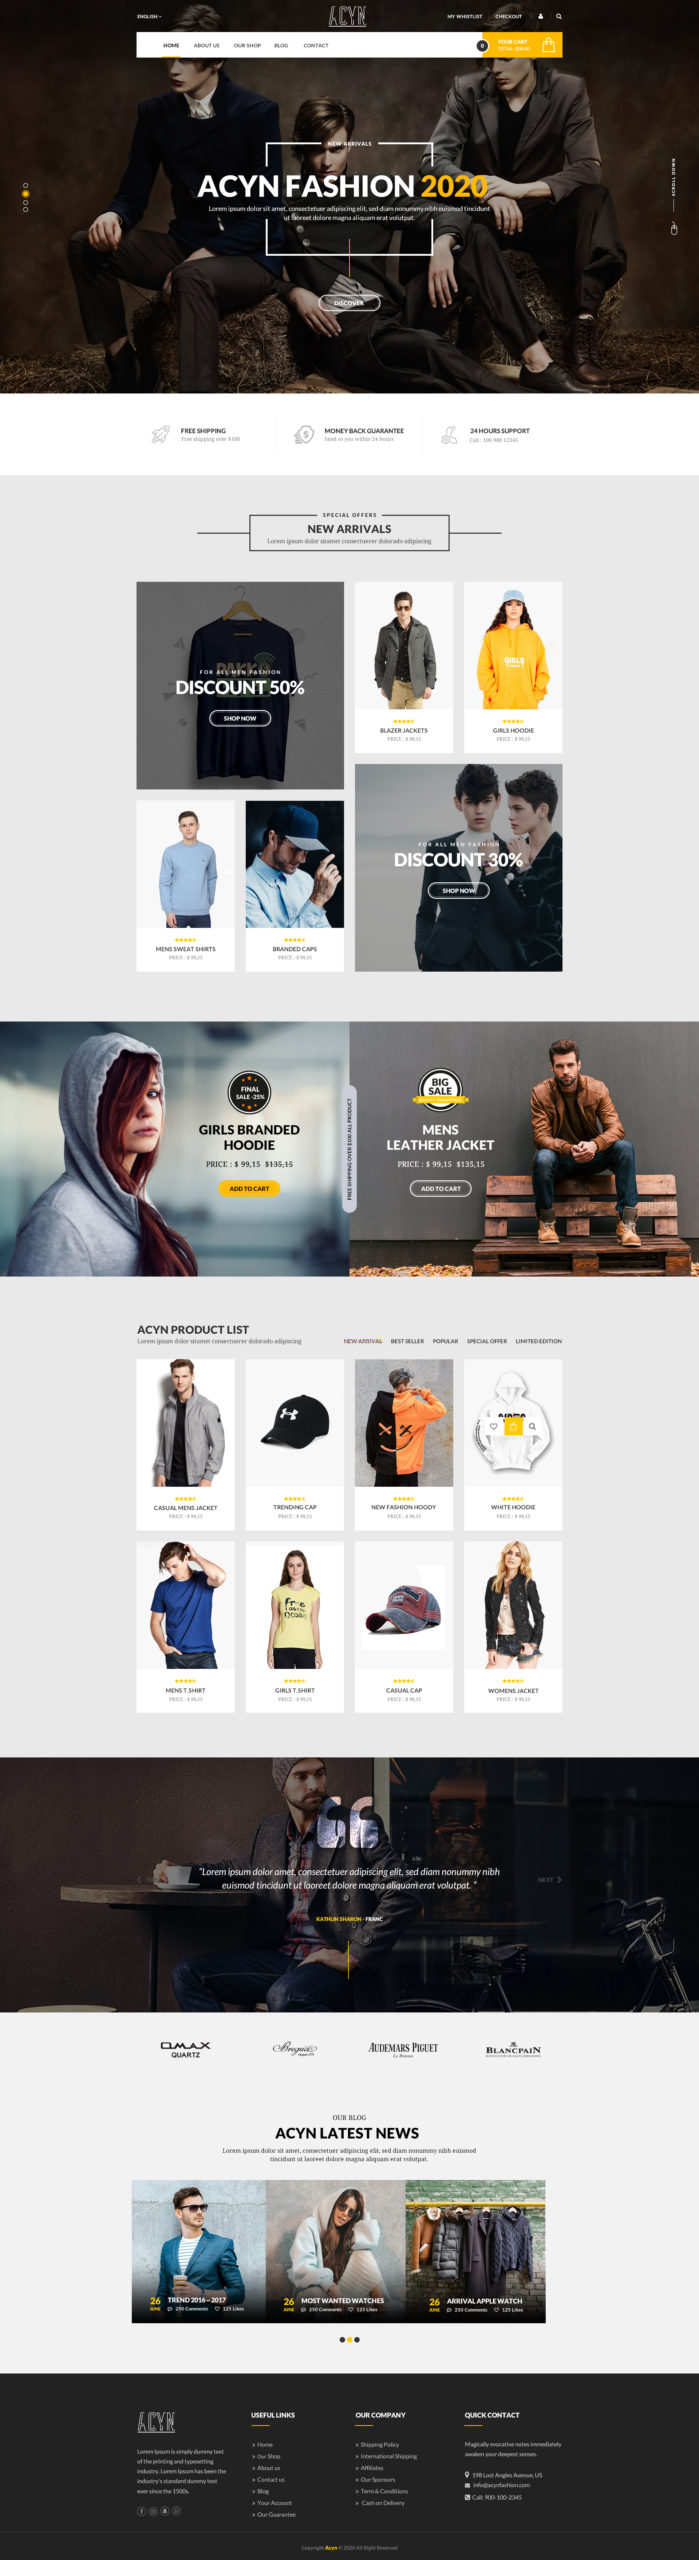 ENGLISH
ACYN
MY WHISTLIST
CHECKOUT
HOME
ABOUT US
OUR SHOP
BLOG
CONTACT
0
YOUR CART
NEW ARRIVALS
ACYN FASHION 2020
Lorem ipsum dolor sit amet, consectetuer adipiscing elit, sed diam nonummy nibh euismod tincidunt
ut laoreet dolore magna aliquam erat volutpat.
DISCOVER
SCROLL DOWN
FREE SHIPPING
Free shipping over $100
MONEY BACK GUARANTEE
Send to you within 24 hours
24 HOURS SUPPORT
Call : 100 900 12345
SPECIAL OFFERS
NEW ARRIVALS
Lorem ipsum dolor sitamet consectuerer dolorado adipiscing
FOR ALL MEN FASHION
DISCOUNT 50%
SHOP NOW
BLAZER JACKETS
PRICE : $ 99,15
GIRLS
GIRLS HOODIE
PRICE : $ 99,15
MENS SWEAT SHIRTS
PRICE : $ 99,15
BRANDED CAPS
PRICE : $ 99,15
FOR ALL MEN FASHION
DISCOUNT 30%
SHOP NOW
FINAL
SALE -25%
GIRLS BRANDED
HOODIE
PRICE : $ 99,15 $135,15
ADD TO CART
FREE SHIPPING OVER $100 ALL PRODUCT
BIG
SALE
MENS
LEATHER JACKET
PRICE : $ 99,15 $135,15
ADD TO CART
ACYN PRODUCT LIST
Lorem ipsum dolor sitamet consectuerer dolorado adipiscing
NEW ARRIVAL
BEST SELLER
POPULAR
SPECIAL OFFER
LIMITED EDITION
CASUAL MENS JACKET
PRICE : $ 99,15
TRENDING CAP
PRICE : $ 99,15
NEW FASHION HOODY
PRICE : $ 99,15
WHITE HOODIE
PRICE : $ 99,15
MENS T.SHIRT
PRICE : $ 99,15
GIRLS T.SHIRT
PRICE : $ 99,15
CASUAL CAP
PRICE : $ 99,15
WOMENS JACKET
PRICE : $ 99,15
"Lorem ipsum dolor amet, consectetuer adipiscing elit, sed diam nonummy nibh
euismod tincidunt ut laoreet dolore magna aliquam erat volutpat. "
NEXT
KATHLIN SHARON - FRANC
OMAX
QUARTZ
Breguet
AUDEMARS PIGUET
Le Brassus
BLANCPAIN
OUR BLOG
ACYN LATEST NEWS
Lorem ipsum dolor sit amet, consectetuer adipiscing elit, sed diam nonummy nibh euismod
tincidunt ut laoreet dolore magna aliquam erat volutpat.
26
JUNE
TREND 2016 - 2017
250 Comments
125 Likes
26
JUNE
MOST WANTED WATCHES
250 Comments
125 Likes
26
JUNE
ARRIVAL APPLE WATCH
250 Comments
125 Likes
ACYN
Lorem Ipsum is simply dummy text
of the printing and typesetting
industry. Lorem Ipsum has been the
industry's standard dummy text
ever since the 1500s.
USEFUL LINKS
» Home
» Our Shop
» About us
» Contact us
» Blog
» Your Account
» Our Guarantee
OUR COMPANY
» Shipping Policy
» International Shipping
» Affiliates
» Our Sponsors
» Term & Conditions
» Cash on Delivery
QUICK CONTACT
Magically evocative notes immediately
awaken your deepest senses.
198 Lost Angles Avenue, US
info@acynfashion.com
Call: 900-100-2345
Copyright Acyn © 2020 All Right Reserved